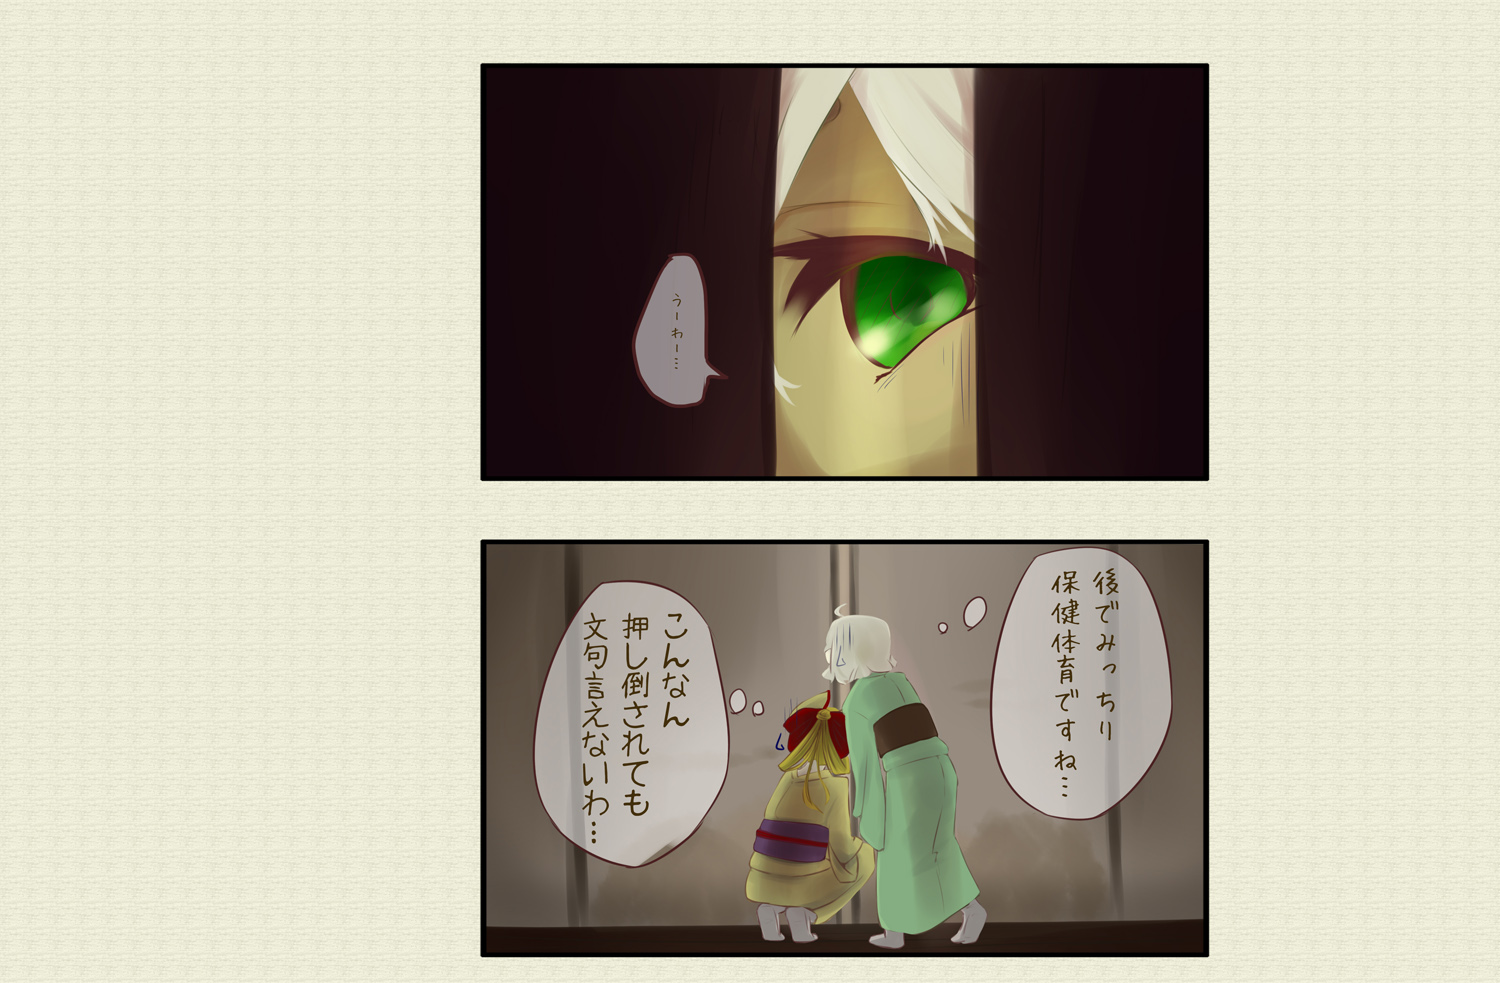 うーわー…
後でみっちり
保健体育ですね…
こんなん
押し倒されても
文句言えないわ…